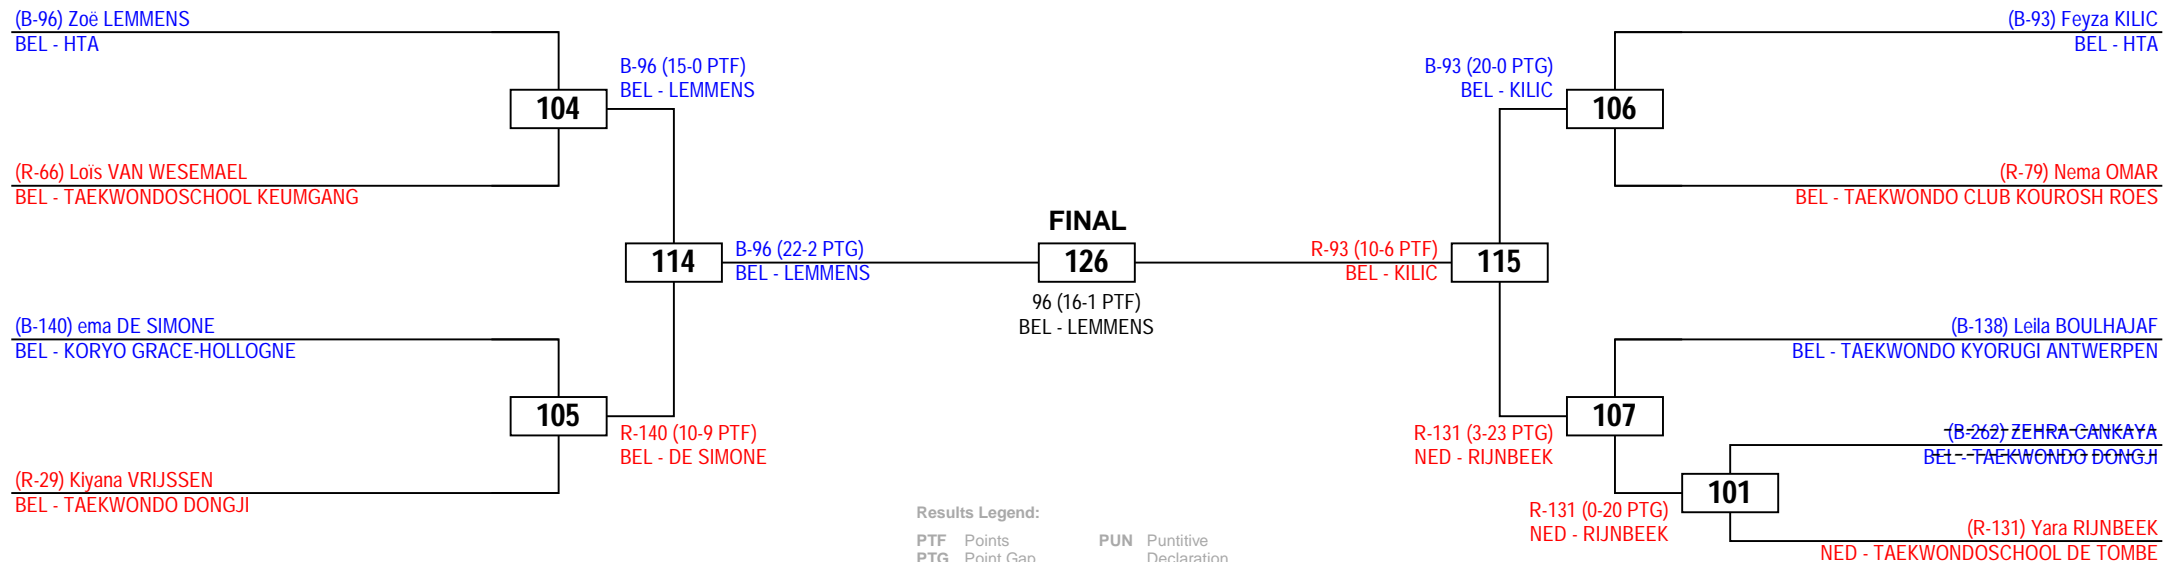 (B-96) Zoë LEMMENS
BEL - HTA
B-96 (15-0 PTF)
BEL - LEMMENS
104
(R-66) Loïs VAN WESEMAEL
BEL - TAEKWONDOSCHOOL KEUMGANG
114
B-96 (22-2 PTG)
BEL - LEMMENS
(B-140) ema DE SIMONE
BEL - KORYO GRACE-HOLLOGNE
105
R-140 (10-9 PTF)
BEL - DE SIMONE
(R-29) Kiyana VRIJSSEN
BEL - TAEKWONDO DONGJI
FINAL
126
96 (16-1 PTF)
BEL - LEMMENS
(B-93) Feyza KILIC
BEL - HTA
B-93 (20-0 PTG)
BEL - KILIC
106
(R-79) Nema OMAR
BEL - TAEKWONDO CLUB KOUROSH ROES
R-93 (10-6 PTF)
BEL - KILIC
115
(B-138) Leila BOULHAJAF
BEL - TAEKWONDO KYORUGI ANTWERPEN
107
R-131 (3-23 PTG)
NED - RIJNBEEK
(B-262) ZEHRA CANKAYA
BEL - TAEKWONDO DONGJI
101
R-131 (0-20 PTG)
NED - RIJNBEEK
(R-131) Yara RIJNBEEK
NED - TAEKWONDOSCHOOL DE TOMBE
Results Legend:
PTF Points
PUN Puntitive
PTG Point Gap
Declaration